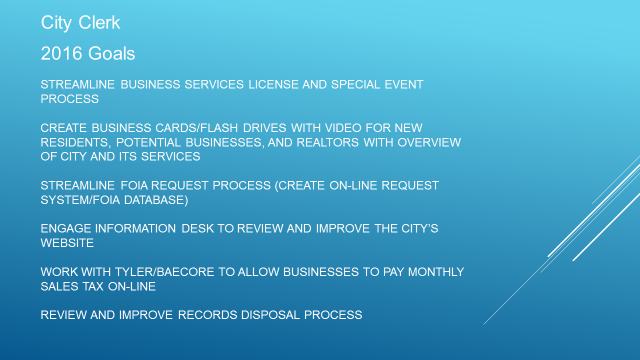 City Clerk
2016 Goals
STREAMLINE BUSINESS SERVICES LICENSE AND SPECIAL EVENT
PROCESS
CREATE BUSINESS CARDS/FLASH DRIVES WITH VIDEO FOR NEW
RESIDENTS, POTENTIAL BUSINESSES, AND REALTORS WITH OVERVIEW
OF CITY AND ITS SERVICES
STREAMLINE FOIA REQUEST PROCESS (CREATE ON-LINE REQUEST
SYSTEM/FOIA DATABASE)
ENGAGE INFORMATION DESK TO REVIEW AND IMPROVE THE CITY'S
WEBSITE
WORK WITH TYLER/BAECORE TO ALLOW BUSINESSES TO PAY MONTHLY
SALES TAX ON-LINE
REVIEW AND IMPROVE RECORDS DISPOSAL PROCESS